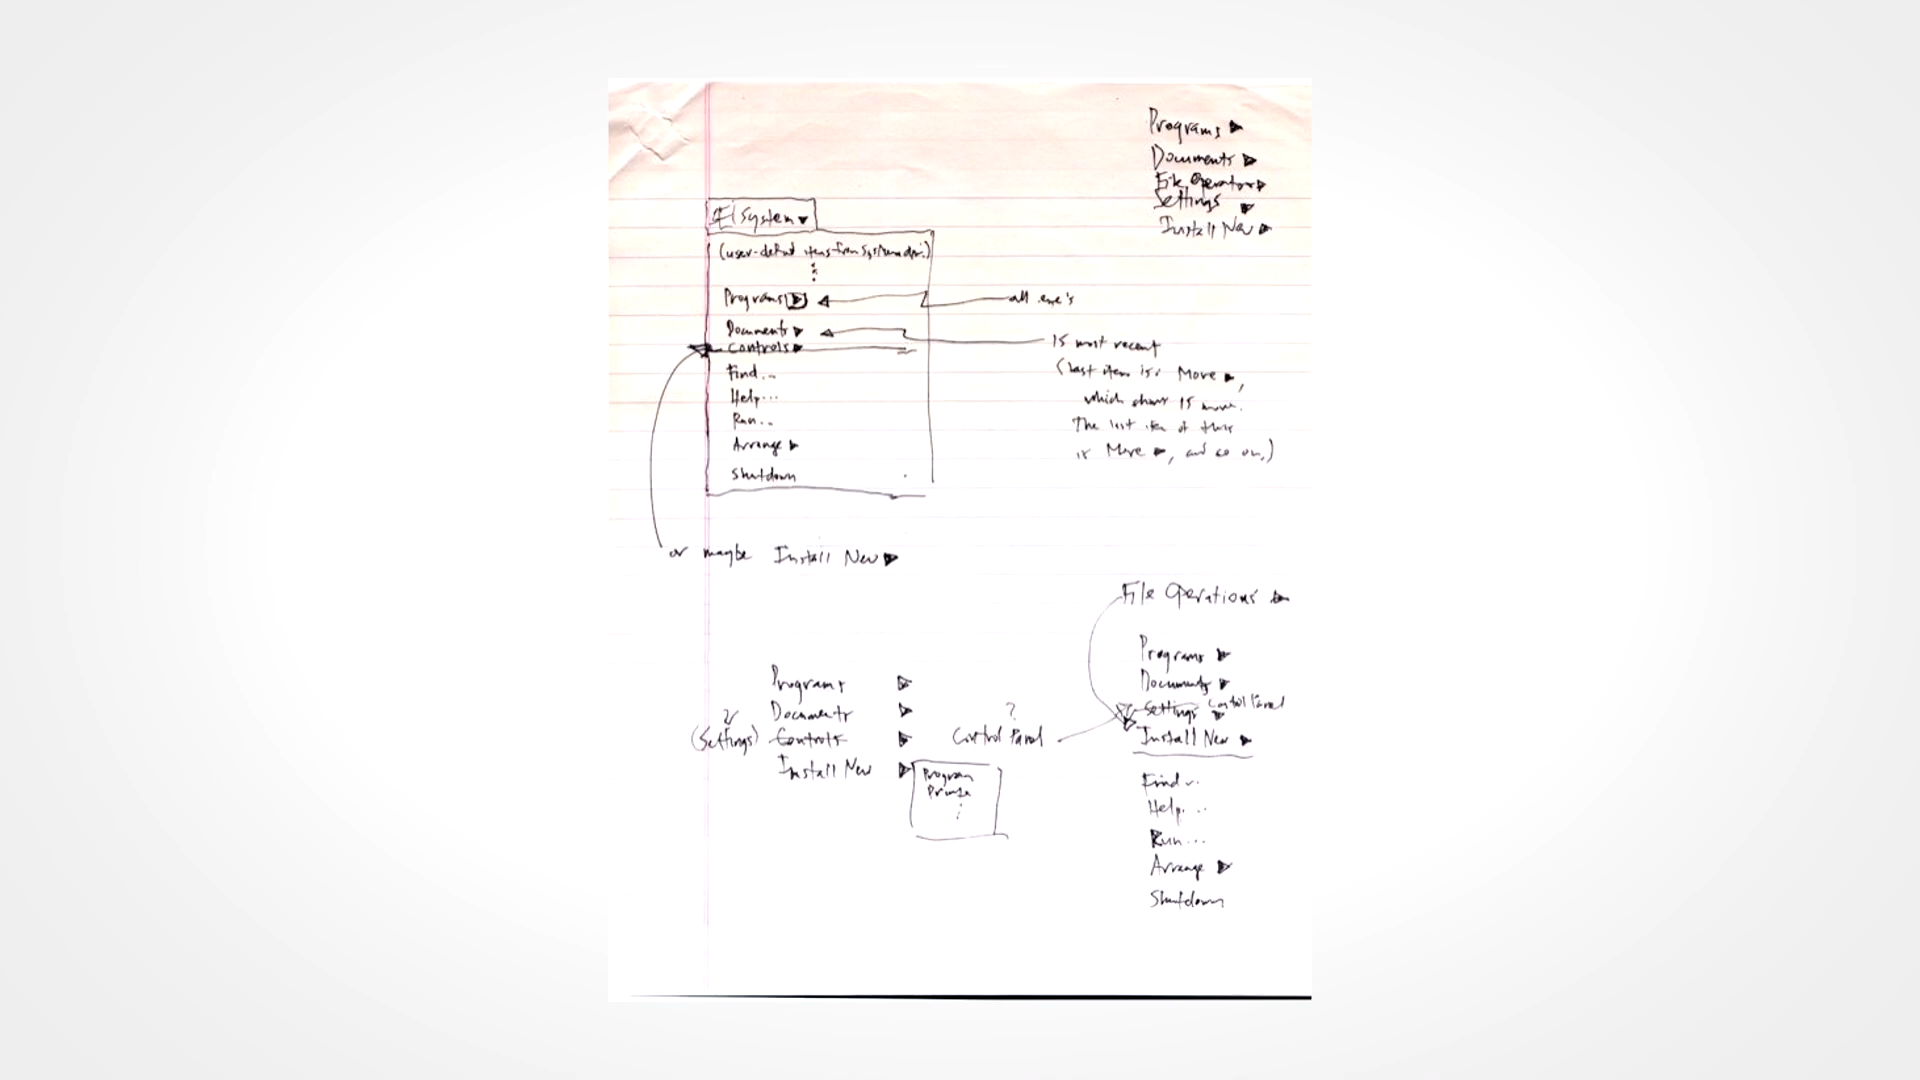 Programs ▶
Documents ▶
File Operations ▶
Settings ▶
Install New ▶
System ▼
(user-defined items from
Programs ▶
all .exe's
Documents ▶
15 most recent
Controls ▶
(last item is: More ▶,
which shows 15 more.
The last item of this
is More ▶, and so on.)
Find...
Help...
Run...
Arrange ▶
Shutdown
or maybe Install New ▶
File Operations ▶
Programs ▶
Documents ▶
Settings Control Panel ▶
Install New ▶
Find...
Help...
Run...
Arrange ▶
Shutdown
Programs ▶
Documents ▶
?
(Settings) Controls ▶
Install New ▶
?
Control Panel
Program
⋮